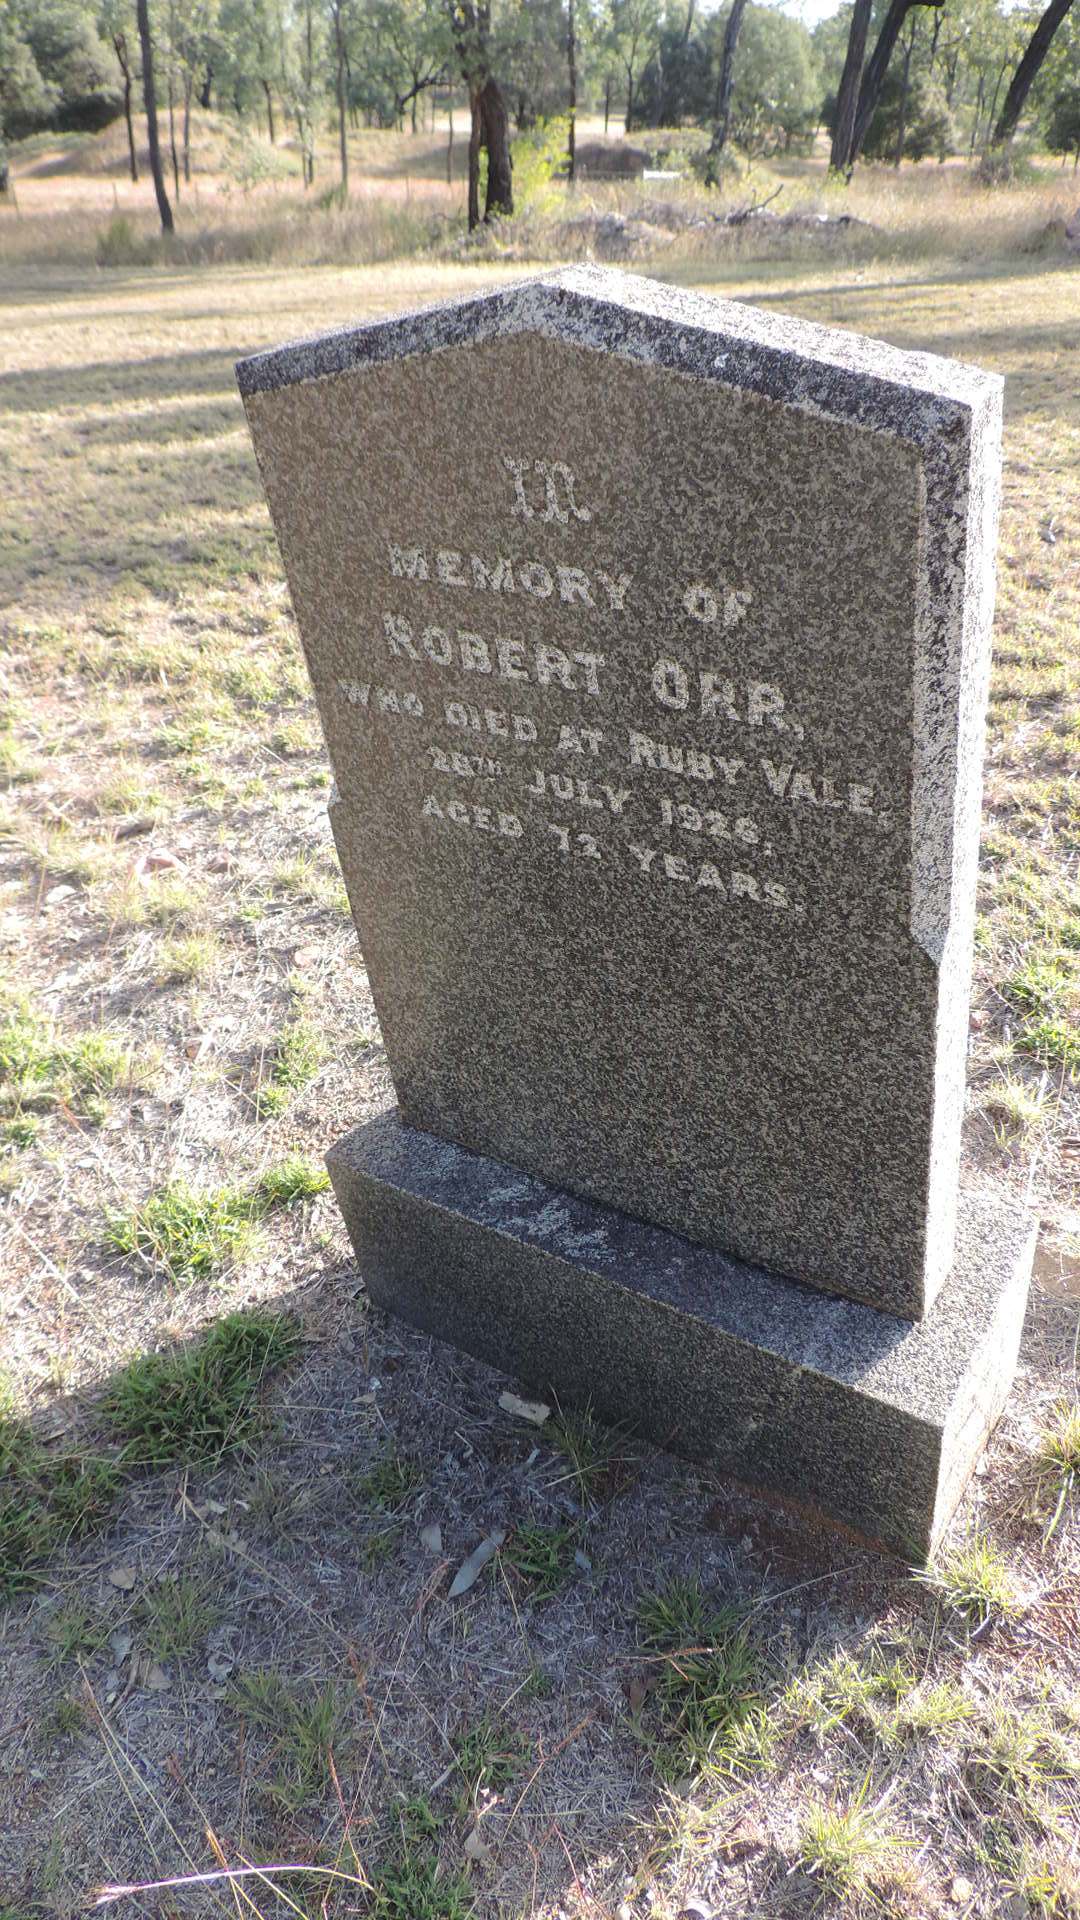 In
MEMORY OF
ROBERT ORR,
WHO DIED AT RUBY VALE,
28TH JULY 1926,
AGED 72 YEARS.